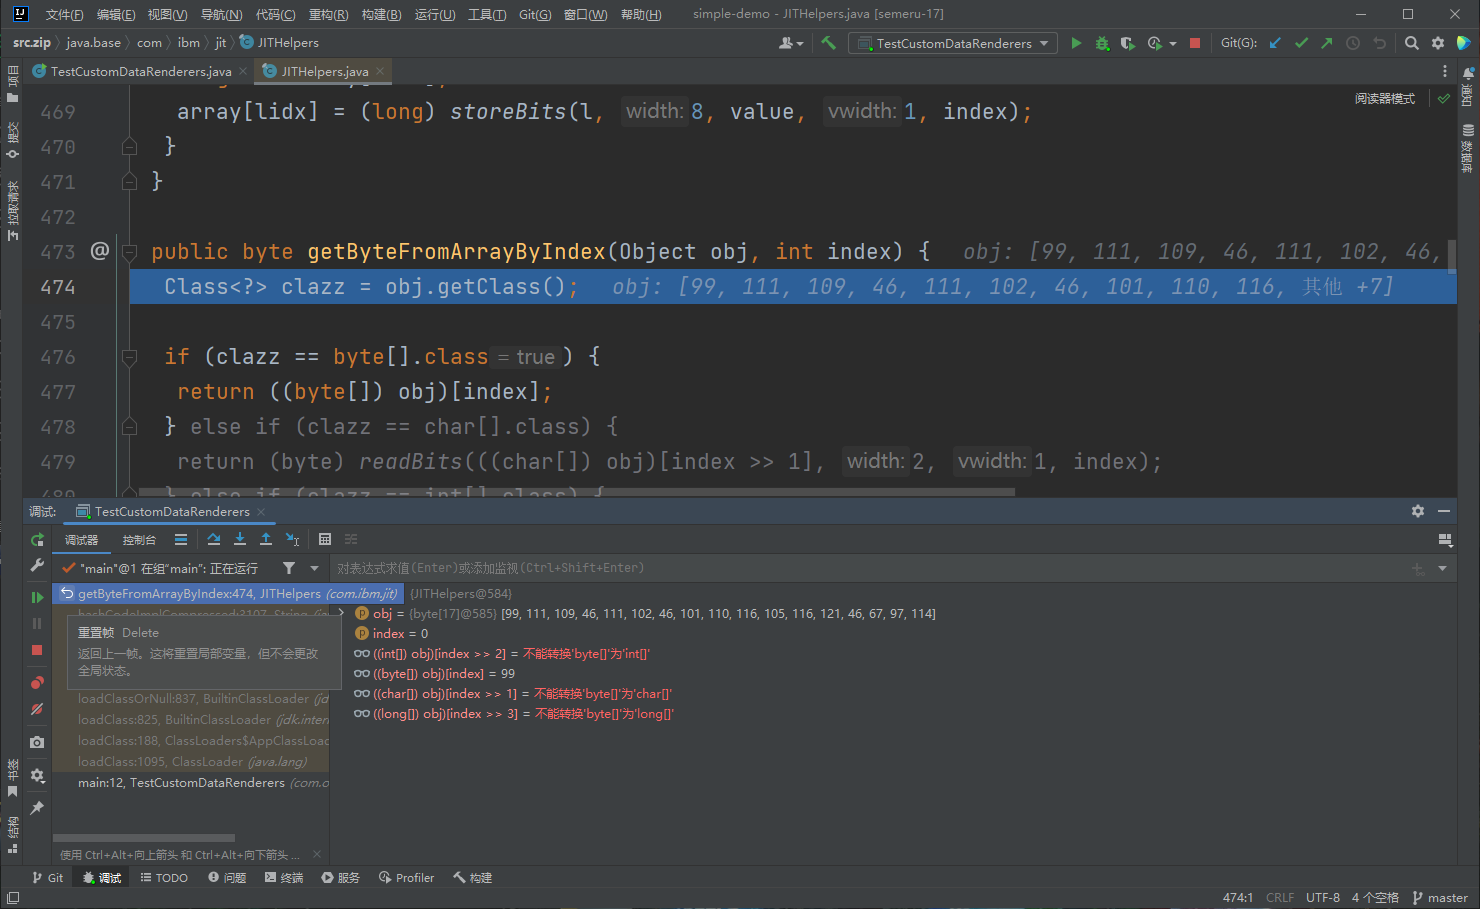 文件(F) 编辑(E) 视图(V) 导航(N) 代码(C) 重构(R) 构建(B) 运行(U) 工具(T) Git(G) 窗口(W) 帮助(H) simple-demo - JITHelpers.java [semeru-17]
src.zip java.base com ibm jit JITHelpers TestCustomDataRenderers Git(G):
TestCustomDataRenderers.java JITHelpers.java
项目
提交
拉取请求
书签
结构
通知
数据库
阅读器模式
469 array[lidx] = (long) storeBits(l, width: 8, value, vwidth: 1, index);
470 }
471 }
472
473 @ public byte getByteFromArrayByIndex(Object obj, int index) { obj: [99, 111, 109, 46, 111, 102, 46,
474 Class<?> clazz = obj.getClass(); obj: [99, 111, 109, 46, 111, 102, 46, 101, 110, 116, 其他 +7]
475
476 if (clazz == byte[].class = true ) {
477 return ((byte[]) obj)[index];
478 } else if (clazz == char[].class) {
479 return (byte) readBits(((char[]) obj)[index >> 1], width: 2, vwidth: 1, index);
480 } else if (clazz == int[].class) {
调试: TestCustomDataRenderers
调试器 控制台
"main"@1 在组"main": 正在运行 对表达式求值(Enter)或添加监视(Ctrl+Shift+Enter)
getByteFromArrayByIndex:474, JITHelpers (com.ibm.jit) {JITHelpers@584}
hashCodeImplCompressed:3107, String
obj = {byte[17]@585} [99, 111, 109, 46, 111, 102, 46, 101, 110, 116, 105, 116, 121, 46, 67, 97, 114]
index = 0
((int[]) obj)[index >> 2] = 不能转换'byte[]'为'int[]'
((byte[]) obj)[index] = 99
((char[]) obj)[index >> 1] = 不能转换'byte[]'为'char[]'
((long[]) obj)[index >> 3] = 不能转换'byte[]'为'long[]'
重置帧 Delete
返回上一帧。这将重置局部变量，但不会更改
全局状态。
loadClassOrNull:837, BuiltinClassLoader (jd
loadClass:825, BuiltinClassLoader (jdk.intern
loadClass:188, ClassLoaders$AppClassLoad
loadClass:1095, ClassLoader (java.lang)
main:12, TestCustomDataRenderers (com.o
使用 Ctrl+Alt+向上箭头 和 Ctrl+Alt+向下箭头 ...
Git 调试 TODO 问题 终端 服务 Profiler 构建
474:1 CRLF UTF-8 4 个空格 master